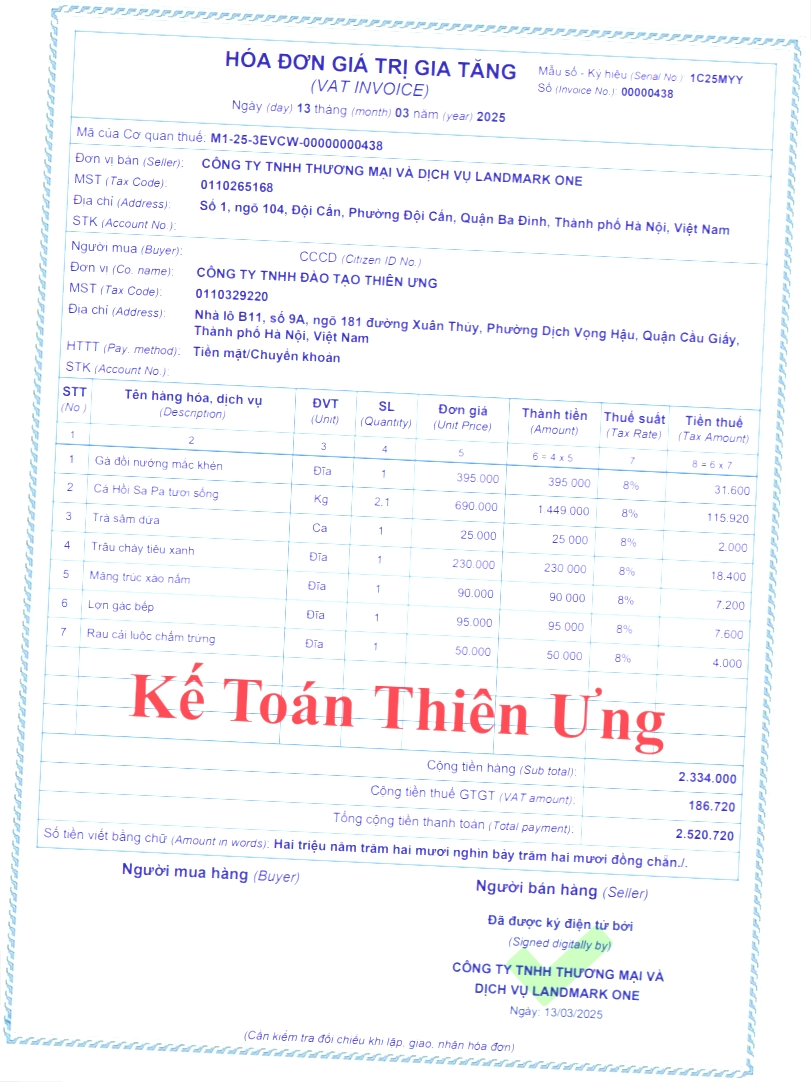 HÓA ĐƠN GIÁ TRỊ GIA TĂNG
(VAT INVOICE)
Ngày (day) 13 tháng (month) 03 năm (year) 2025
Mẫu số - Ký hiệu (Serial No.): 1C25MYY
Số (Invoice No.): 00000438
Mã của Cơ quan thuế: M1-25-3EVCW-00000000438
Đơn vị bán (Seller): CÔNG TY TNHH THƯƠNG MẠI VÀ DỊCH VỤ LANDMARK ONE
MST (Tax Code): 0110265168
Địa chỉ (Address): Số 1, ngõ 104, Đội Cấn, Phường Đội Cấn, Quận Ba Đình, Thành phố Hà Nội, Việt Nam
STK (Account No.):
Người mua (Buyer): CCCD (Citizen ID No.)
Đơn vị (Co. name): CÔNG TY TNHH ĐÀO TẠO THIÊN ƯNG
MST (Tax Code): 0110329220
Địa chỉ (Address): Nhà lô B11, số 9A, ngõ 181 đường Xuân Thủy, Phường Dịch Vọng Hậu, Quận Cầu Giấy,
Thành phố Hà Nội, Việt Nam
HTTT (Pay. method): Tiền mặt/Chuyển khoản
STK (Account No.):
STT (No.) Tên hàng hóa, dịch vụ (Description) ĐVT (Unit) SL (Quantity) Đơn giá (Unit Price) Thành tiền (Amount) Thuế suất (Tax Rate) Tiền thuế (Tax Amount)
1 2 3 4 5 6 = 4 x 5 7 8 = 6 x 7
1 Gà đồi nướng mắc khén Đĩa 1 395.000 395.000 8% 31.600
2 Cá Hồi Sa Pa tươi sống Kg 2.1 690.000 1.449.000 8% 115.920
3 Trà sâm dứa Ca 1 25.000 25.000 8% 2.000
4 Trâu cháy tiêu xanh Đĩa 1 230.000 230.000 8% 18.400
5 Măng trúc xào nấm Đĩa 1 90.000 90.000 8% 7.200
6 Lợn gác bếp Đĩa 1 95.000 95.000 8% 7.600
7 Rau cải luộc chấm trứng Đĩa 1 50.000 50.000 8% 4.000
Kế Toán Thiên Ưng
Cộng tiền hàng (Sub total): 2.334.000
Cộng tiền thuế GTGT (VAT amount): 186.720
Tổng cộng tiền thanh toán (Total payment): 2.520.720
Số tiền viết bằng chữ (Amount in words): Hai triệu năm trăm hai mươi nghìn bảy trăm hai mươi đồng chẵn./.
Người mua hàng (Buyer)
Người bán hàng (Seller)
Đã được ký điện tử bởi
(Signed digitally by)
CÔNG TY TNHH THƯƠNG MẠI VÀ
DỊCH VỤ LANDMARK ONE
Ngày: 13/03/2025
(Cần kiểm tra đối chiếu khi lập, giao, nhận hóa đơn)